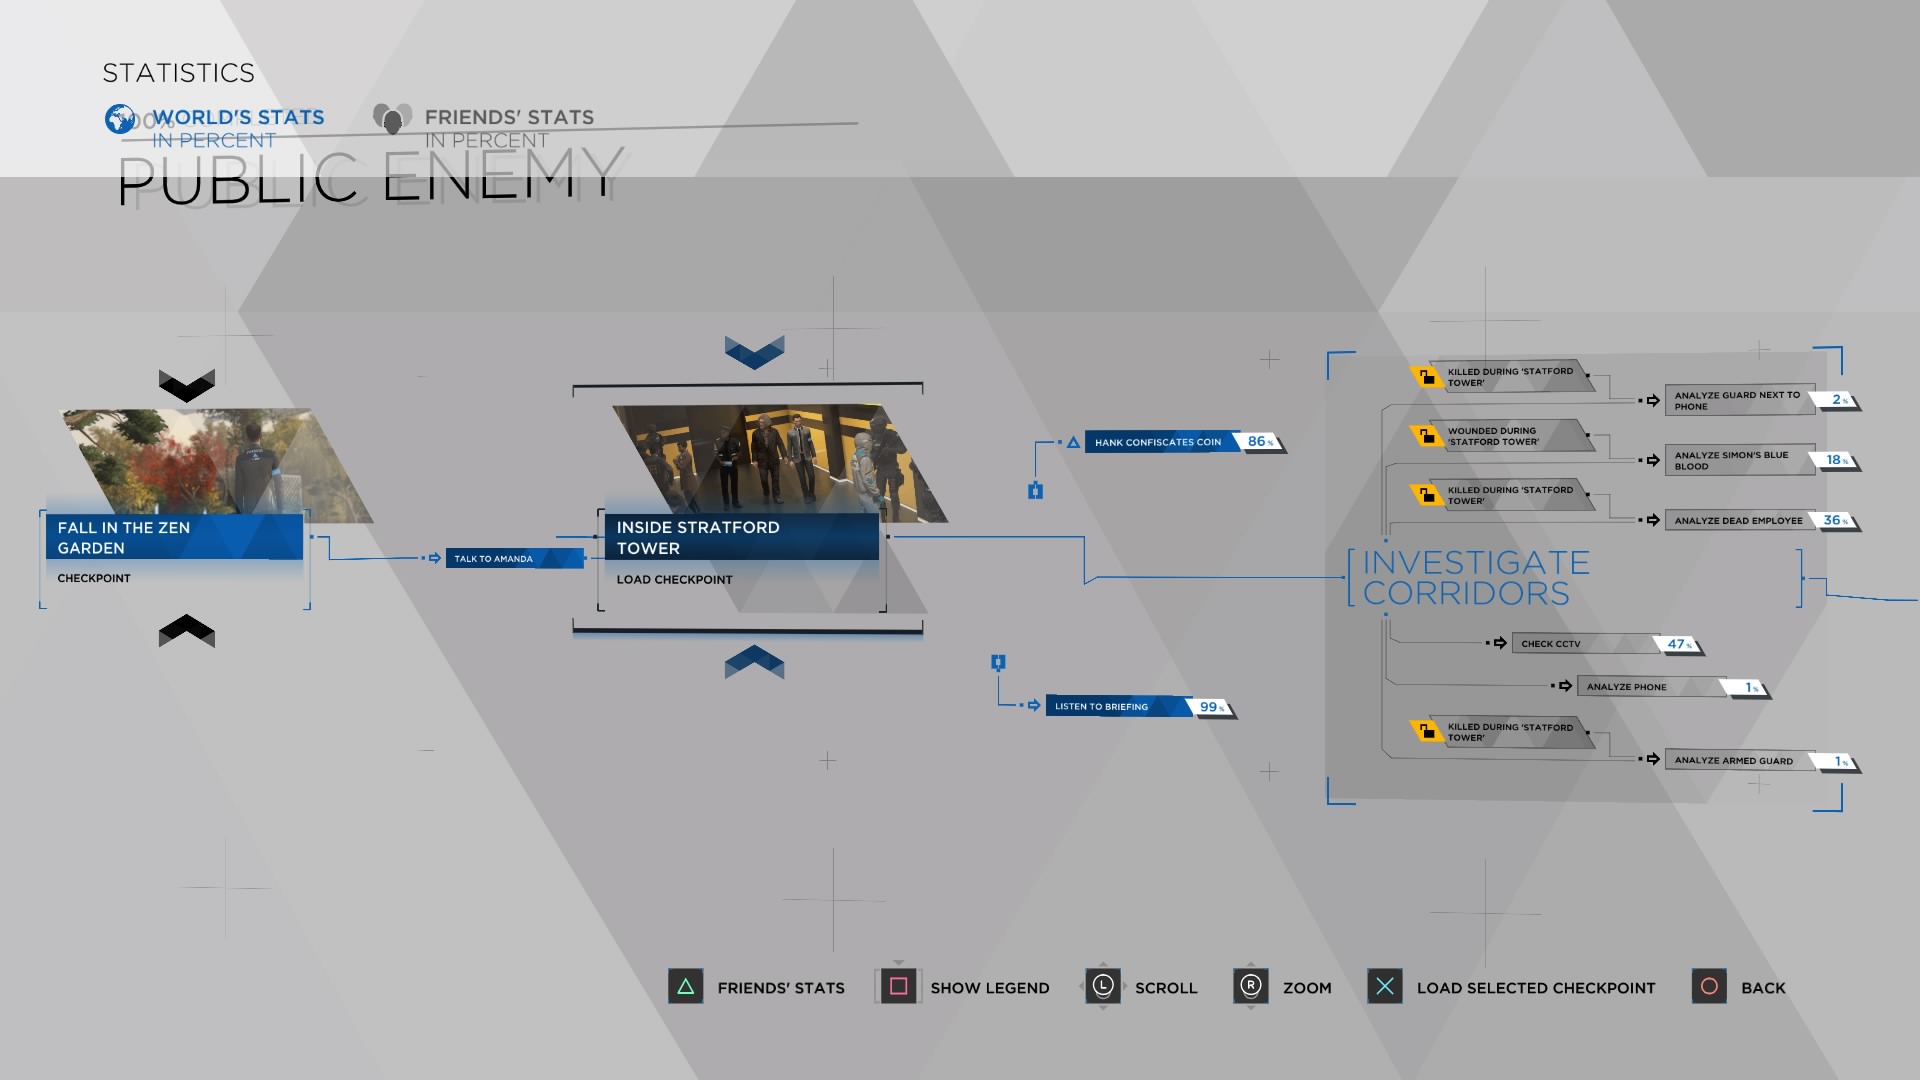 STATISTICS
WORLD'S STATS
IN PERCENT
FRIENDS' STATS
IN PERCENT
PUBLIC ENEMY
FALL IN THE ZEN
GARDEN
CHECKPOINT
TALK TO AMANDA
INSIDE STRATFORD
TOWER
LOAD CHECKPOINT
HANK CONFISCATES COIN 86%
LISTEN TO BRIEFING 99%
KILLED DURING 'STATFORD
TOWER'
ANALYZE GUARD NEXT TO
PHONE
2%
WOUNDED DURING
'STATFORD TOWER'
ANALYZE SIMON'S BLUE
BLOOD
18%
KILLED DURING 'STATFORD
TOWER'
ANALYZE DEAD EMPLOYEE 36%
INVESTIGATE
CORRIDORS
CHECK CCTV 47%
ANALYZE PHONE 1%
KILLED DURING 'STATFORD
TOWER'
ANALYZE ARMED GUARD 1%
FRIENDS' STATS
SHOW LEGEND
L SCROLL
R ZOOM
LOAD SELECTED CHECKPOINT
BACK